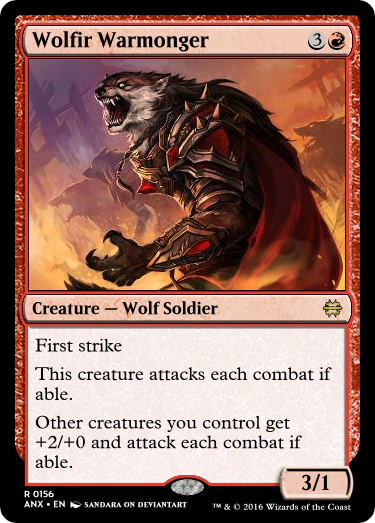 Wolfir Warmonger 3
Creature — Wolf Soldier
First strike
This creature attacks each combat if
able.
Other creatures you control get
+2/+0 and attack each combat if
able.
3/1
R 0156
ANX • EN SANDARA ON DEVIANTART
™ & © 2016 Wizards of the Coast